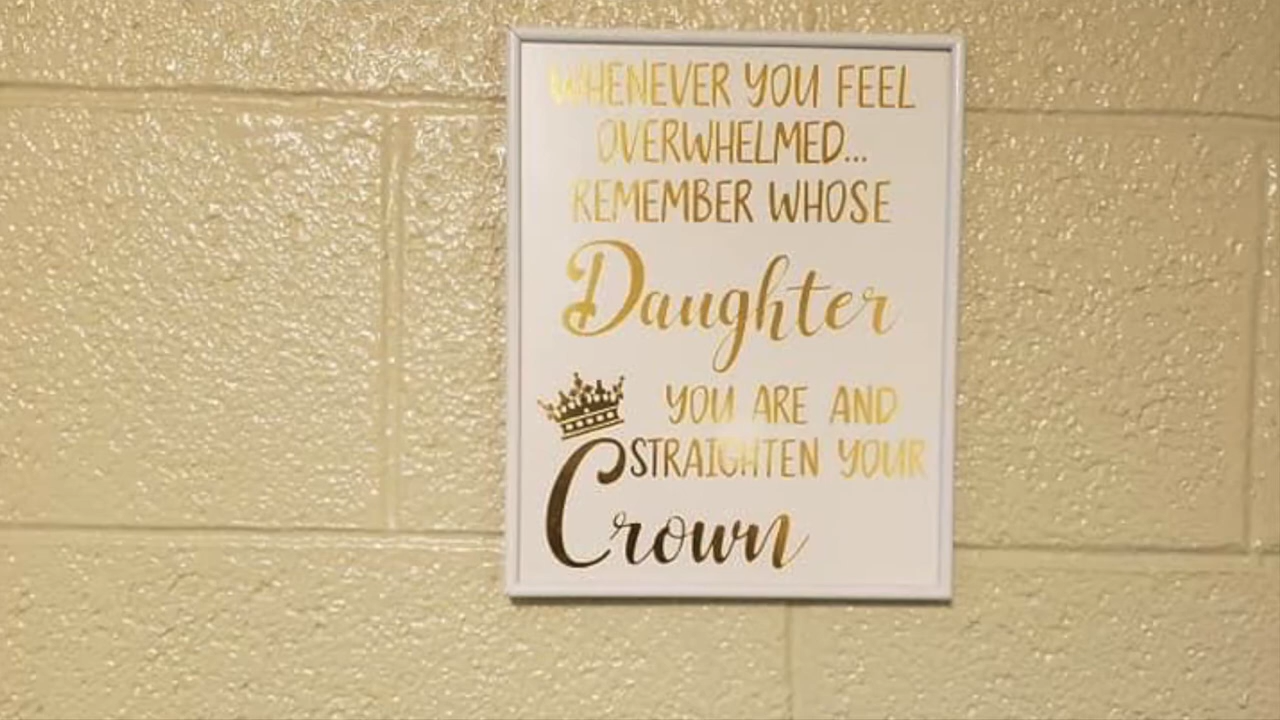 WHENEVER YOU FEEL
OVERWHELMED...
REMEMBER WHOSE
Daughter
YOU ARE AND
STRAIGHTEN YOUR
Crown